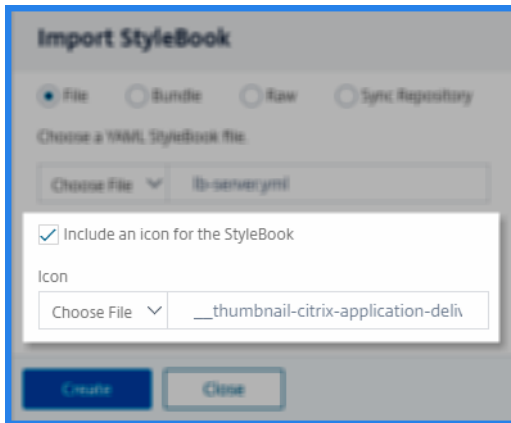 Import StyleBook
File Bundle Raw Sync Repository
Choose a YAML StyleBook file.
Choose File lb-server.yml
Include an icon for the StyleBook
Icon
Choose File __thumbnail-citrix-application-deliv
Create Close